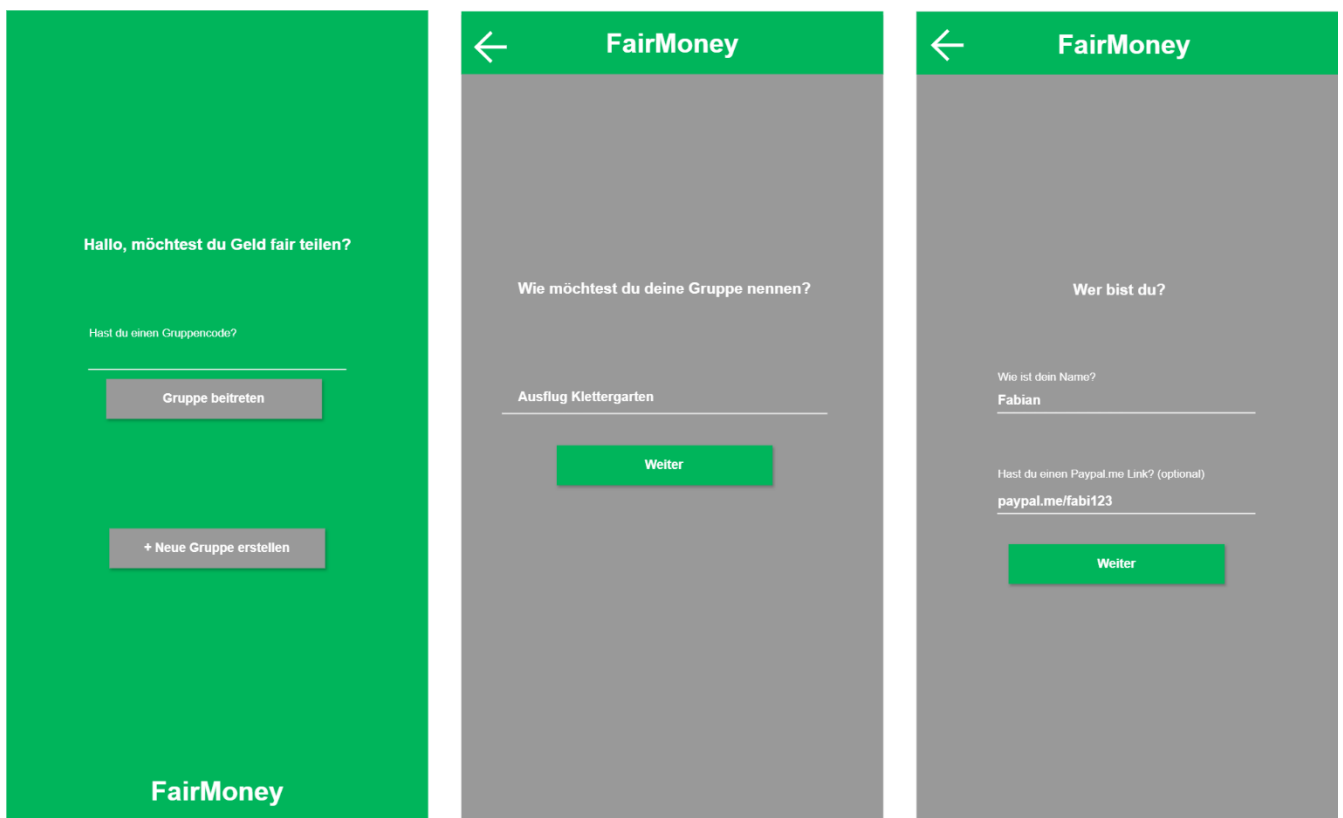 Hallo, möchtest du Geld fair teilen?
Hast du einen Gruppencode?
Gruppe beitreten
+ Neue Gruppe erstellen
FairMoney
FairMoney
Wie möchtest du deine Gruppe nennen?
Ausflug Klettergarten
Weiter
FairMoney
Wer bist du?
Wie ist dein Name?
Fabian
Hast du einen Paypal.me Link? (optional)
paypal.me/fabi123
Weiter